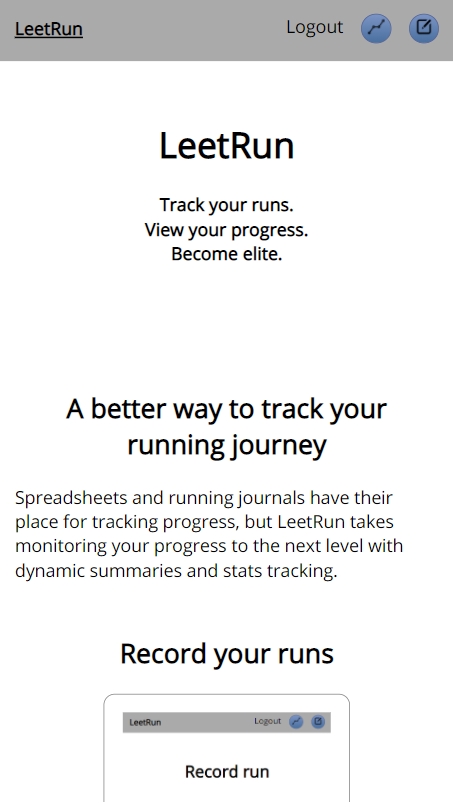 LeetRun Logout
LeetRun
Track your runs.
View your progress.
Become elite.
A better way to track your
running journey
Spreadsheets and running journals have their
place for tracking progress, but LeetRun takes
monitoring your progress to the next level with
dynamic summaries and stats tracking.
Record your runs
LeetRun Logout
Record run